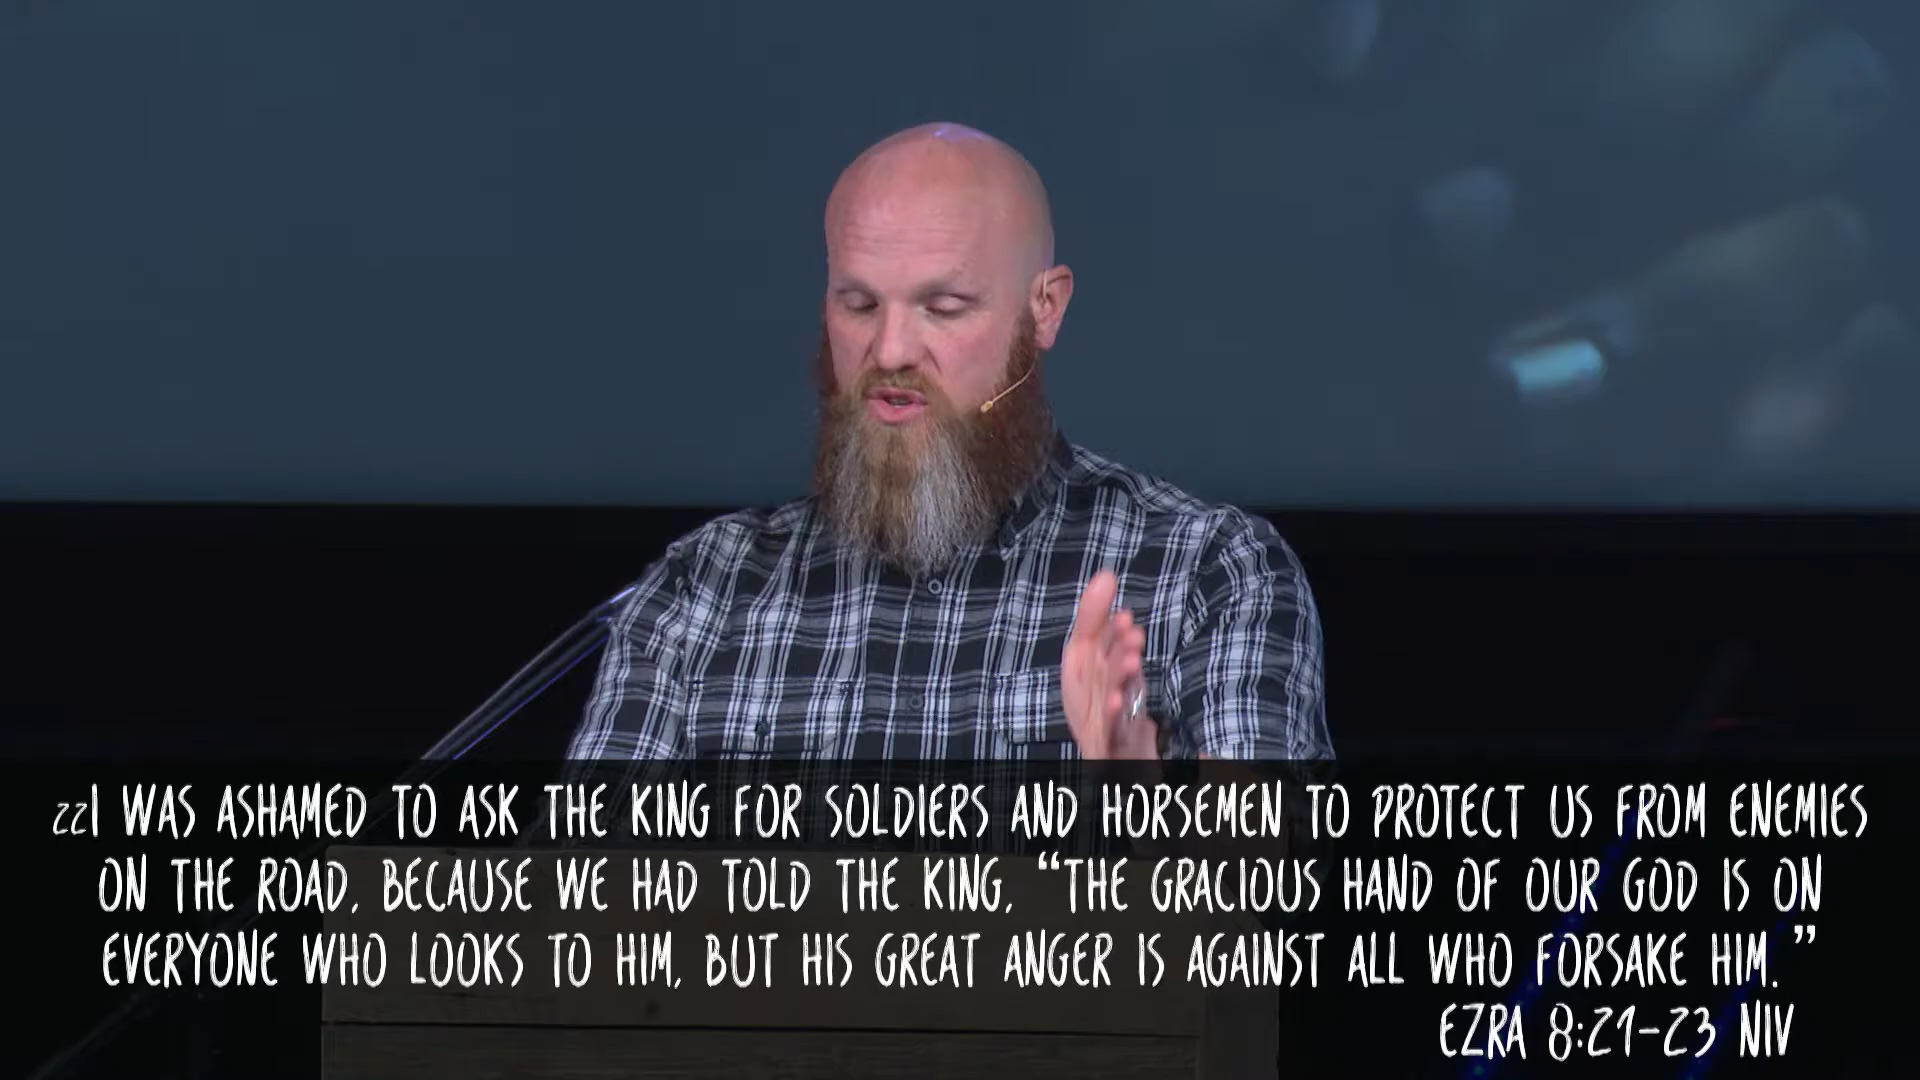 22I WAS ASHAMED TO ASK THE KING FOR SOLDIERS AND HORSEMEN TO PROTECT US FROM ENEMIES
ON THE ROAD, BECAUSE WE HAD TOLD THE KING, “THE GRACIOUS HAND OF OUR GOD IS ON
EVERYONE WHO LOOKS TO HIM, BUT HIS GREAT ANGER IS AGAINST ALL WHO FORSAKE HIM.”
EZRA 8:21-23 NIV